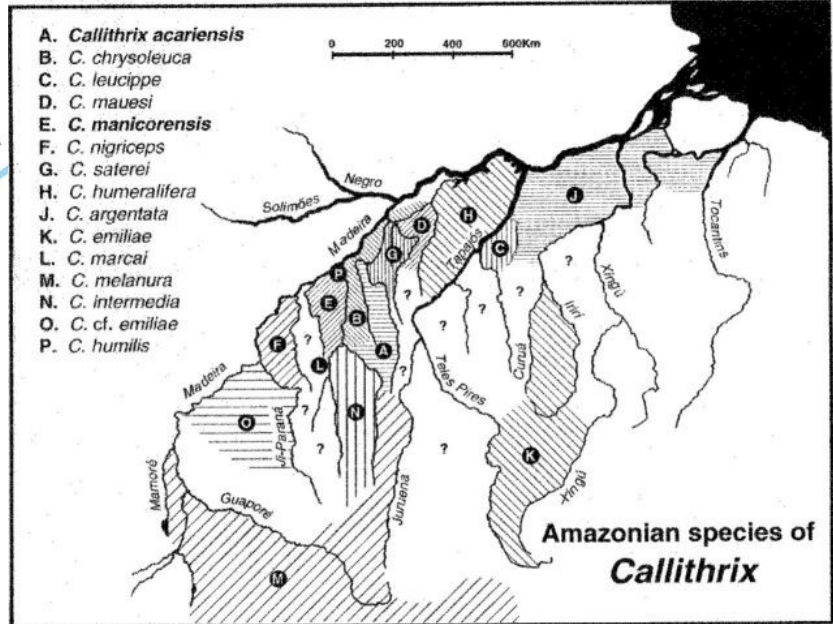 A. Callithrix acariensis
B. C. chrysoleuca
C. C. leucippe
D. C. mauesi
E. C. manicorensis
F. C. nigriceps
G. C. saterei
H. C. humeralifera
J. C. argentata
K. C. emiliae
L. C. marcai
M. C. melanura
N. C. intermedia
O. C. cf. emiliae
P. C. humilis
0 200 400 600Km
Negro
Solimões
Madeira
Tapajós
Tocantins
Xingú
Iriri
Curuá
Teles Pires
Madeira
Ji-Paraná
Mamoré
Guaporé
Juruena
Xingú
D
H
J
G
C
P
E
B
A
F
L
N
O
K
M
?
?
?
?
?
?
?
?
?
?
?
Amazonian species of
Callithrix